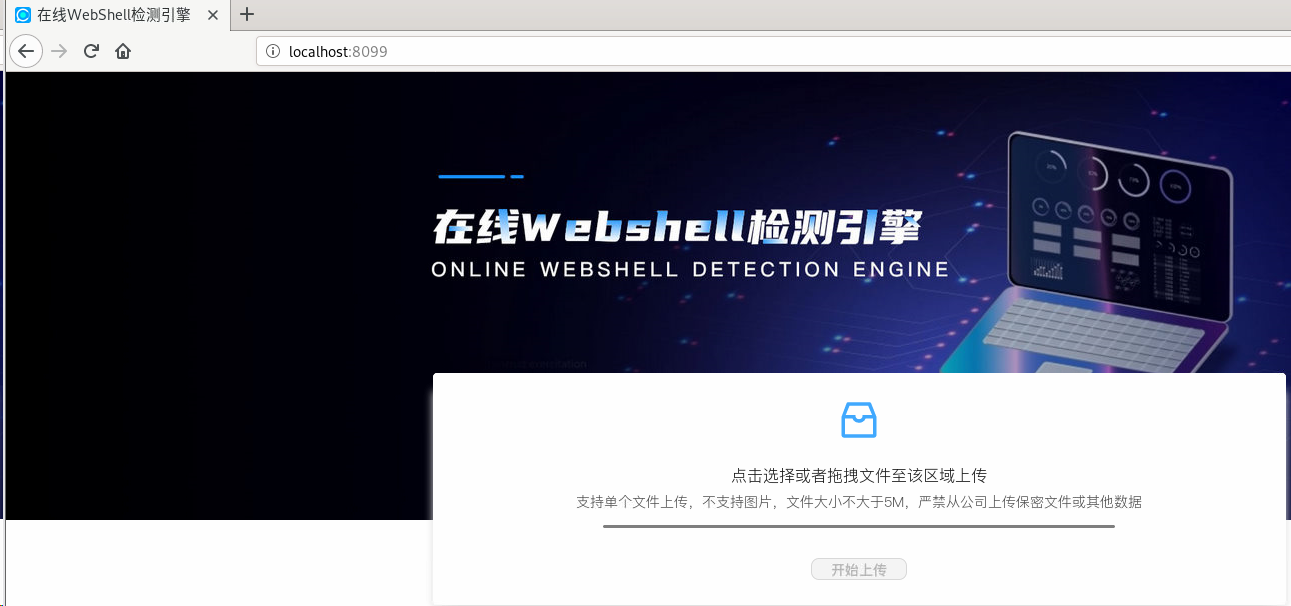 在线WebShell检测引擎
localhost:8099
在线Webshell检测引擎
ONLINE WEBSHELL DETECTION ENGINE
点击选择或者拖拽文件至该区域上传
支持单个文件上传，不支持图片，文件大小不大于5M，严禁从公司上传保密文件或其他数据
开始上传